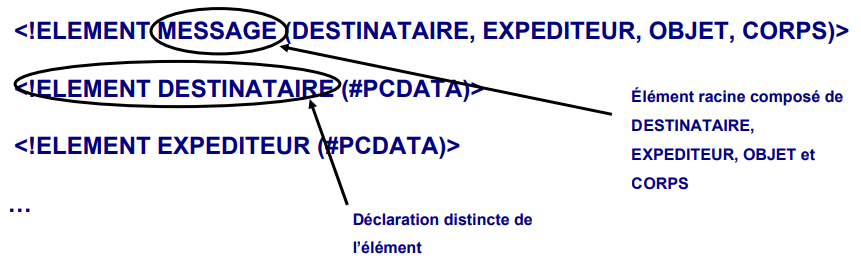 <!ELEMENT MESSAGE (DESTINATAIRE, EXPEDITEUR, OBJET, CORPS)>
<!ELEMENT DESTINATAIRE (#PCDATA)>
<!ELEMENT EXPEDITEUR (#PCDATA)>
…
Élément racine composé de
DESTINATAIRE,
EXPEDITEUR, OBJET et
CORPS
Déclaration distincte de
l’élément